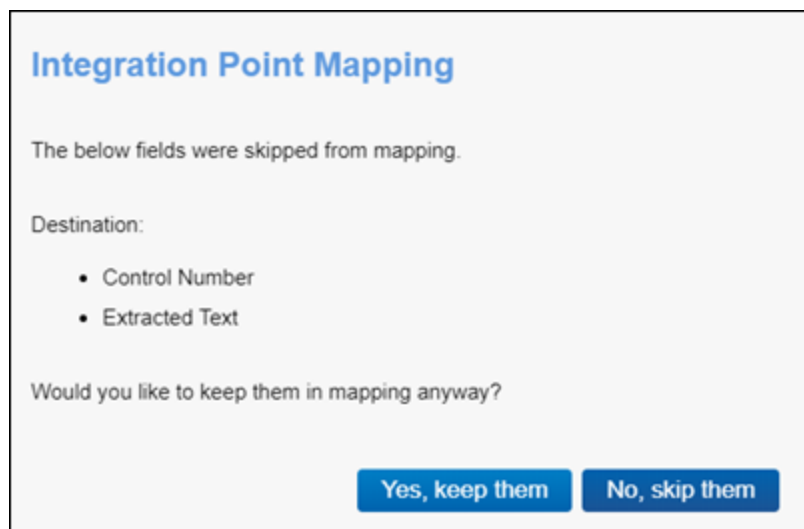 Integration Point Mapping
The below fields were skipped from mapping.
Destination:
• Control Number
• Extracted Text
Would you like to keep them in mapping anyway?
Yes, keep them No, skip them